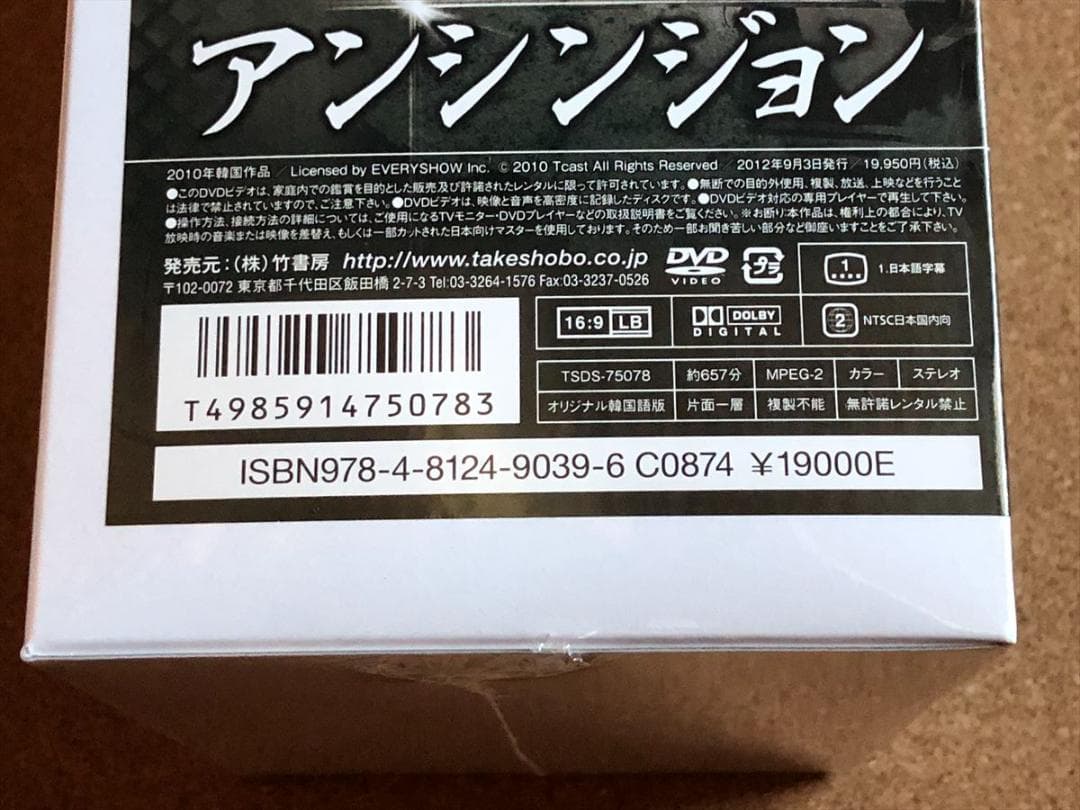 アンシンジョン
2010年韓国作品／Licensed by EVERYSHOW Inc. © 2010 Tcast All Rights Reserved／2012年9月3日発行／19,950円(税込)
●このDVDビデオは、家庭内での鑑賞を目的とした販売及び許諾されたレンタルに限って許可されています。●無断での目的外使用、複製、放送、上映などを行うこと
は法律で禁止されていますので、ご注意下さい。●DVDビデオは、映像と音声を高密度に記録したディスクです。●DVDビデオ対応の専用プレイヤーで再生して下さい。
●操作方法、接続方法の詳細については、ご使用になるTVモニター・DVDプレイヤーなどの取扱説明書をご覧ください。※お断り:本作品は、権利上の都合により、TV
放映時の音楽または映像を差替え、もしくは一部カットされた日本向けマスターを使用しております。そのため一部お聞き苦しい部分など御座いますことをご了承下さい。
発売元:(株)竹書房 http://www.takeshobo.co.jp
〒102-0072 東京都千代田区飯田橋 2-7-3 Tel:03-3264-1576 Fax:03-3237-0526
DVD VIDEO
プラ
1 1.日本語字幕
16:9 LB
DOLBY DIGITAL
2 NTSC日本国内向
TSDS-75078 約657分 MPEG-2 カラー ステレオ
オリジナル韓国語版 片面一層 複製不能 無許諾レンタル禁止
T4985914750783
ISBN978-4-8124-9039-6 C0874 ¥19000E